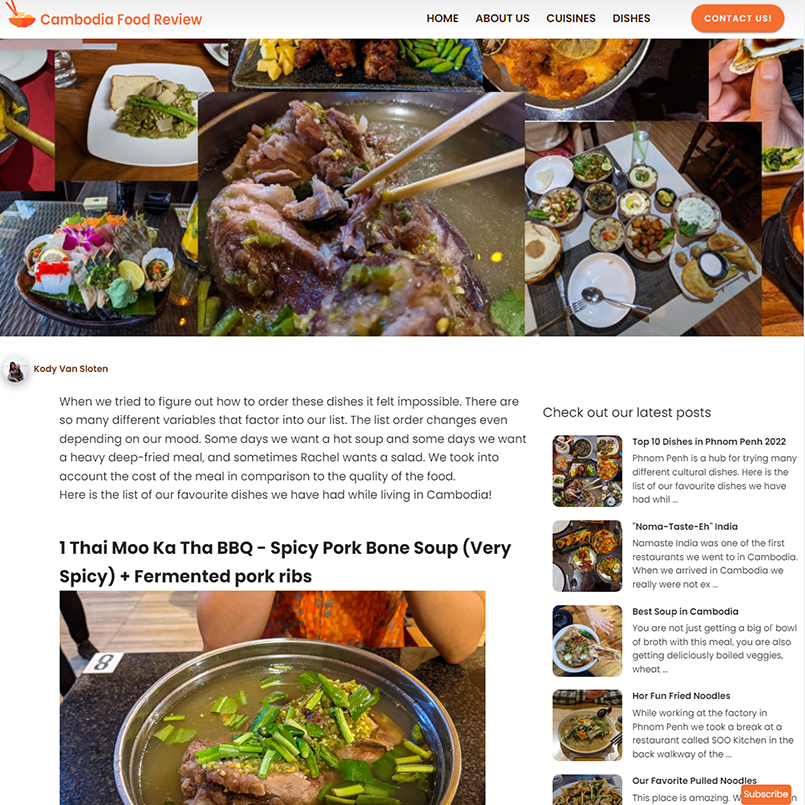 Cambodia Food Review
HOME ABOUT US CUISINES DISHES CONTACT US!
Kody Van Sloten
When we tried to figure out how to order these dishes it felt impossible. There are
so many different variables that factor into our list. The list order changes even
depending on our mood. Some days we want a hot soup and some days we want
a heavy deep-fried meal, and sometimes Rachel wants a salad. We took into
account the cost of the meal in comparison to the quality of the food.
Here is the list of our favourite dishes we have had while living in Cambodia!
1 Thai Moo Ka Tha BBQ - Spicy Pork Bone Soup (Very
Spicy) + Fermented pork ribs
8
Check out our latest posts
Top 10 Dishes in Phnom Penh 2022
Phnom Penh is a hub for trying many
different cultural dishes. Here is the
list of our favourite dishes we have
had whil ...
"Noma-Taste-Eh" India
Namaste India was one of the first
restaurants we went to in Cambodia.
When we arrived in Cambodia we
really were not ex ...
Best Soup in Cambodia
You are not just getting a big ol' bowl
of broth with this meal, you are also
getting deliciously boiled veggies,
wheat ...
Hor Fun Fried Noodles
While working at the factory in
Phnom Penh we took a break at a
restaurant called SOO Kitchen in the
back walkway of the ...
Our Favorite Pulled Noodles
This place is amazing. W
Subscribe